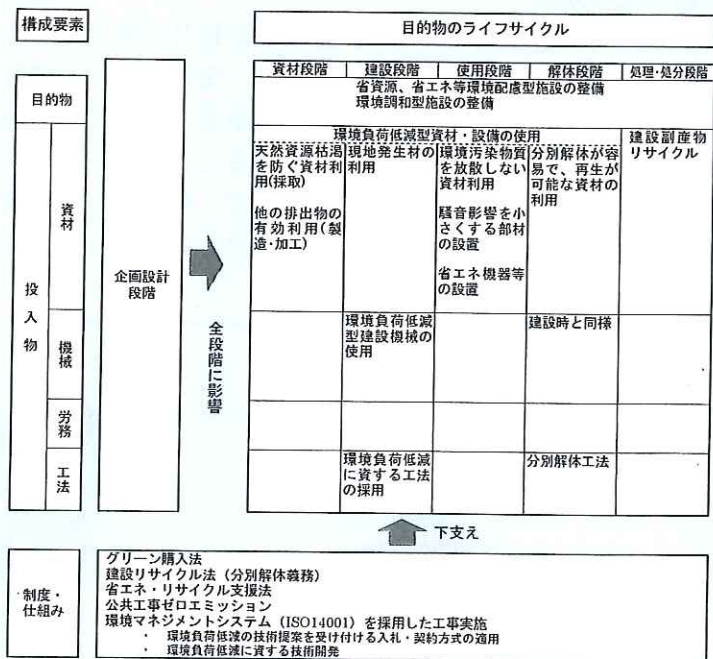 構成要素
目的物のライフサイクル
資材段階
建設段階
使用段階
解体段階
処理・処分段階
目的物
省資源、省エネ等環境配慮型施設の整備
環境調和型施設の整備
環境負荷低減型資材・設備の使用
投入物
資材
天然資源枯渇
を防ぐ資材利
用(採取)
他の排出物の
有効利用(製
造・加工)
現地発生材の
利用
環境汚染物質
を放散しない
資材利用
騒音影響を小
さくする部材
の設置
省エネ機器等
の設置
分別解体が容
易で、再生が
可能な資材の
利用
建設副産物
リサイクル
企画設計
段階
全段階に影響
機械
環境負荷低減
型建設機械の
使用
建設時と同様
労務
工法
環境負荷低減
に資する工法
の採用
分別解体工法
下支え
制度・
仕組み
グリーン購入法
建設リサイクル法(分別解体義務)
省エネ・リサイクル支援法
公共工事ゼロエミッション
環境マネジメントシステム(ISO14001)を採用した工事実施
・ 環境負荷低減の技術提案を受け付ける入札・契約方式の適用
・ 環境負荷低減に資する技術開発